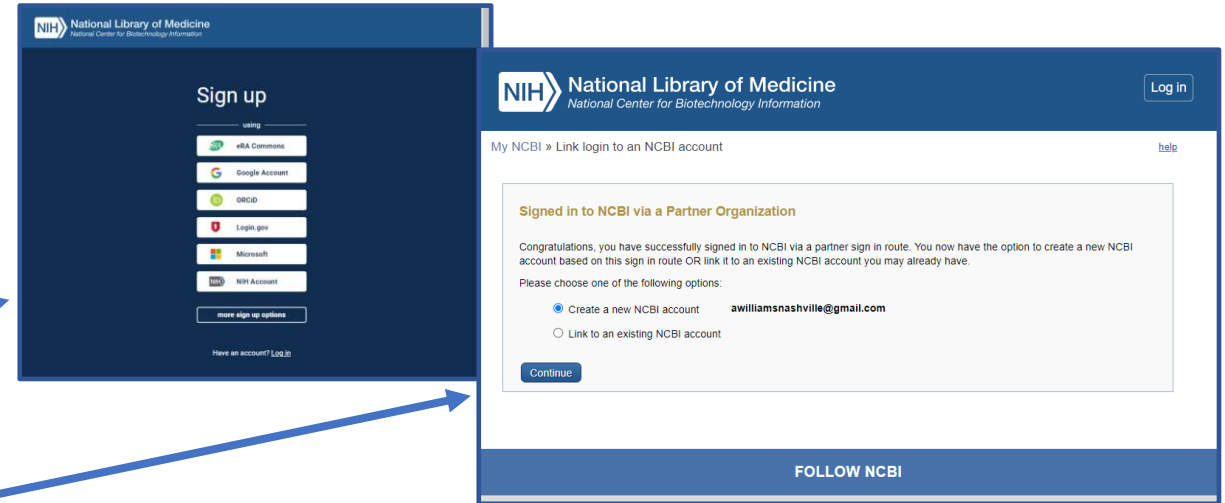 NIH National Library of Medicine
National Center for Biotechnology Information
Sign up
using
eRA Commons
Google Account
iD ORCiD
Login.gov
Microsoft
NIH NIH Account
more sign up options
Have an account? Log in
NIH National Library of Medicine
National Center for Biotechnology Information
Log in
My NCBI » Link login to an NCBI account
help
Signed in to NCBI via a Partner Organization
Congratulations, you have successfully signed in to NCBI via a partner sign in route. You now have the option to create a new NCBI
account based on this sign in route OR link it to an existing NCBI account you may already have.
Please choose one of the following options:
Create a new NCBI account awilliamsnashville@gmail.com
Link to an existing NCBI account
Continue
FOLLOW NCBI